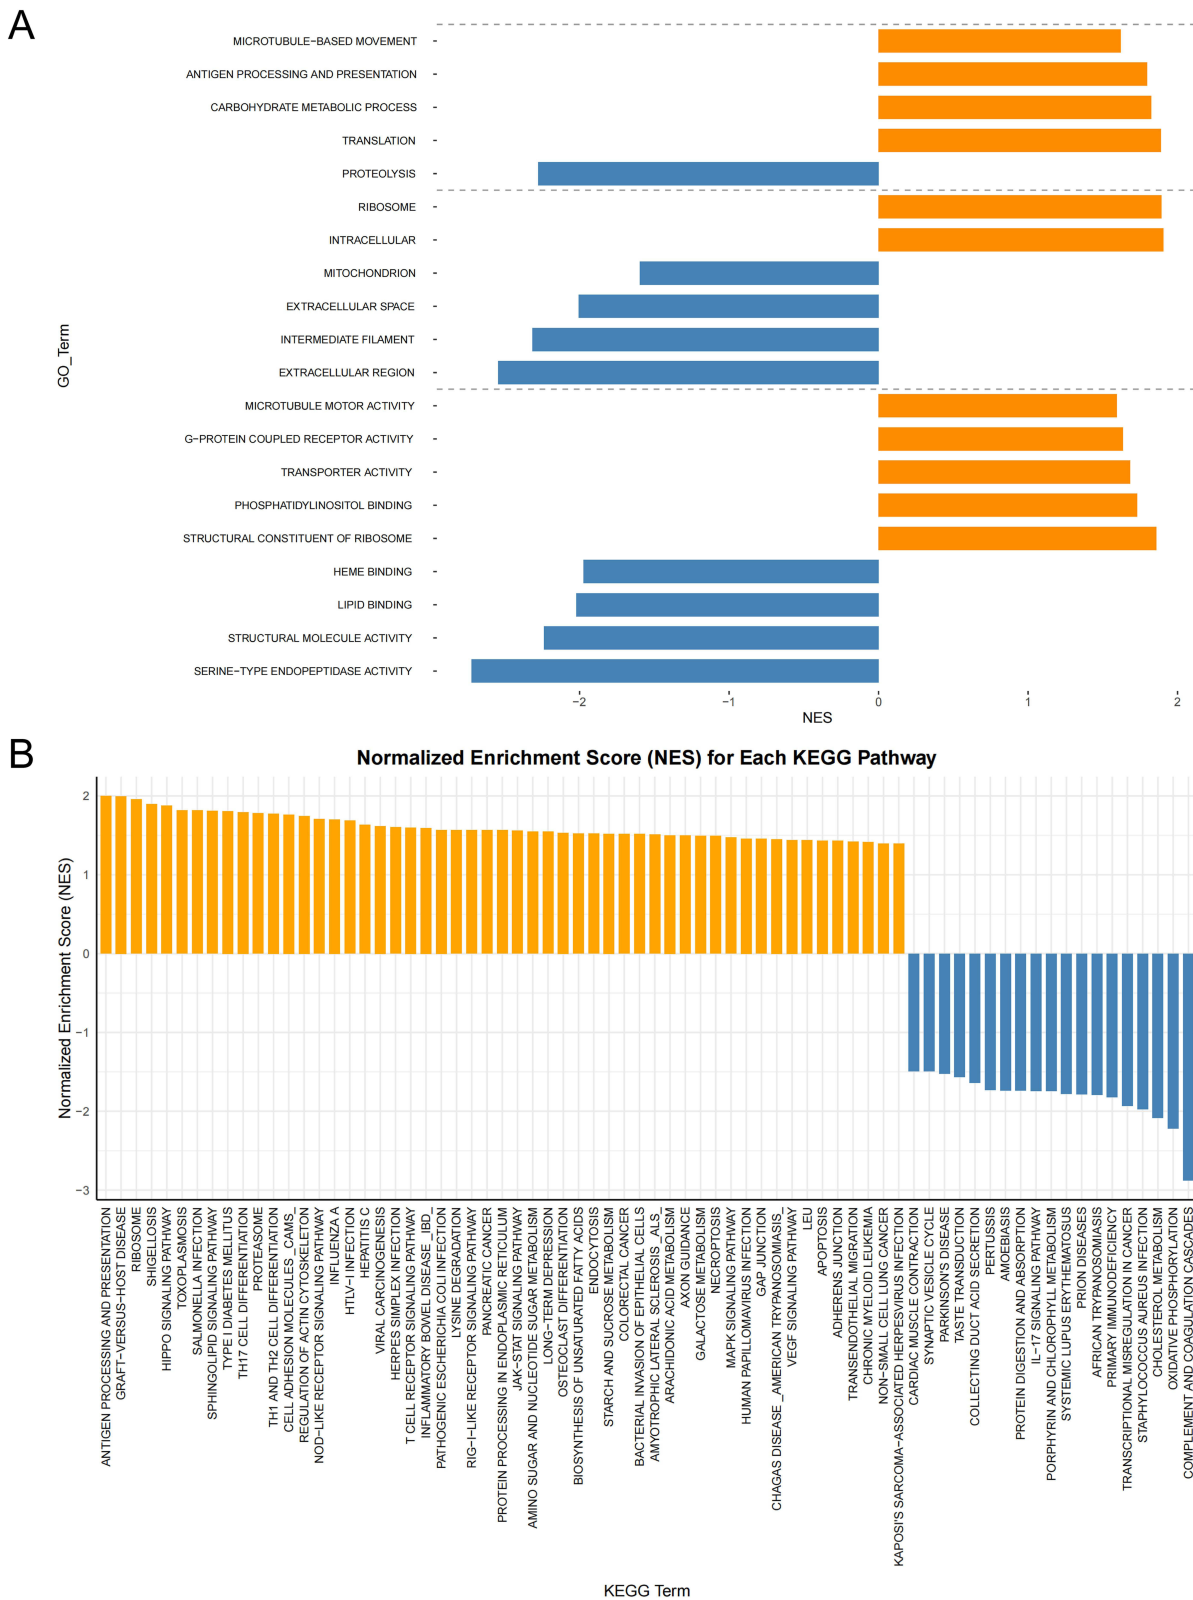 A
MICROTUBULE−BASED MOVEMENT
ANTIGEN PROCESSING AND PRESENTATION
CARBOHYDRATE METABOLIC PROCESS
TRANSLATION
PROTEOLYSIS
RIBOSOME
INTRACELLULAR
MITOCHONDRION
EXTRACELLULAR SPACE
INTERMEDIATE FILAMENT
EXTRACELLULAR REGION
MICROTUBULE MOTOR ACTIVITY
G−PROTEIN COUPLED RECEPTOR ACTIVITY
TRANSPORTER ACTIVITY
PHOSPHATIDYLINOSITOL BINDING
STRUCTURAL CONSTITUENT OF RIBOSOME
HEME BINDING
LIPID BINDING
STRUCTURAL MOLECULE ACTIVITY
SERINE−TYPE ENDOPEPTIDASE ACTIVITY
GO_Term
−2
−1
0
1
2
NES
B
Normalized Enrichment Score (NES) for Each KEGG Pathway
Normalized Enrichment Score (NES)
2
1
0
−1
−2
−3
ANTIGEN PROCESSING AND PRESENTATION
GRAFT−VERSUS−HOST DISEASE
RIBOSOME
SHIGELLOSIS
HIPPO SIGNALING PATHWAY
TOXOPLASMOSIS
SALMONELLA INFECTION
SPHINGOLIPID SIGNALING PATHWAY
TYPE I DIABETES MELLITUS
TH17 CELL DIFFERENTIATION
PROTEASOME
TH1 AND TH2 CELL DIFFERENTIATION
CELL ADHESION MOLECULES _CAMS_
REGULATION OF ACTIN CYTOSKELETON
NOD−LIKE RECEPTOR SIGNALING PATHWAY
INFLUENZA A
HTLV−I INFECTION
HEPATITIS C
VIRAL CARCINOGENESIS
HERPES SIMPLEX INFECTION
T CELL RECEPTOR SIGNALING PATHWAY
INFLAMMATORY BOWEL DISEASE _IBD_
PATHOGENIC ESCHERICHIA COLI INFECTION
LYSINE DEGRADATION
RIG−I−LIKE RECEPTOR SIGNALING PATHWAY
PANCREATIC CANCER
PROTEIN PROCESSING IN ENDOPLASMIC RETICULUM
JAK−STAT SIGNALING PATHWAY
AMINO SUGAR AND NUCLEOTIDE SUGAR METABOLISM
LONG−TERM DEPRESSION
OSTEOCLAST DIFFERENTIATION
BIOSYNTHESIS OF UNSATURATED FATTY ACIDS
ENDOCYTOSIS
STARCH AND SUCROSE METABOLISM
COLORECTAL CANCER
BACTERIAL INVASION OF EPITHELIAL CELLS
AMYOTROPHIC LATERAL SCLEROSIS _ALS_
ARACHIDONIC ACID METABOLISM
AXON GUIDANCE
GALACTOSE METABOLISM
NECROPTOSIS
MAPK SIGNALING PATHWAY
HUMAN PAPILLOMAVIRUS INFECTION
GAP JUNCTION
CHAGAS DISEASE _AMERICAN TRYPANOSOMIASIS_
VEGF SIGNALING PATHWAY
LEU
APOPTOSIS
ADHERENS JUNCTION
TRANSENDOTHELIAL MIGRATION
CHRONIC MYELOID LEUKEMIA
NON−SMALL CELL LUNG CANCER
KAPOSI'S SARCOMA−ASSOCIATED HERPESVIRUS INFECTION
CARDIAC MUSCLE CONTRACTION
SYNAPTIC VESICLE CYCLE
PARKINSON'S DISEASE
TASTE TRANSDUCTION
COLLECTING DUCT ACID SECRETION
PERTUSSIS
AMOEBIASIS
PROTEIN DIGESTION AND ABSORPTION
IL−17 SIGNALING PATHWAY
PORPHYRIN AND CHLOROPHYLL METABOLISM
SYSTEMIC LUPUS ERYTHEMATOSUS
PRION DISEASES
AFRICAN TRYPANOSOMIASIS
PRIMARY IMMUNODEFICIENCY
TRANSCRIPTIONAL MISREGULATION IN CANCER
STAPHYLOCOCCUS AUREUS INFECTION
CHOLESTEROL METABOLISM
OXIDATIVE PHOSPHORYLATION
COMPLEMENT AND COAGULATION CASCADES
KEGG Term